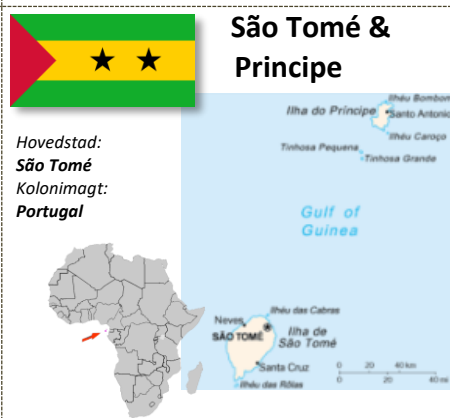 São Tomé &
Principe
Hovedstad:
São Tomé
Kolonimagt:
Portugal
Ilhéu Bombom
Ilha do Príncipe
Santo Antonio
Ilhéu Caroço
Tinhosa Pequena
Tinhosa Grande
Gulf of
Guinea
Ilhéu das Cabras
Neves
SÃO TOMÉ
Ilha de
São Tomé
Santa Cruz
Ilhéu das Rôlas
0 20 40 km
0 20 40 mi